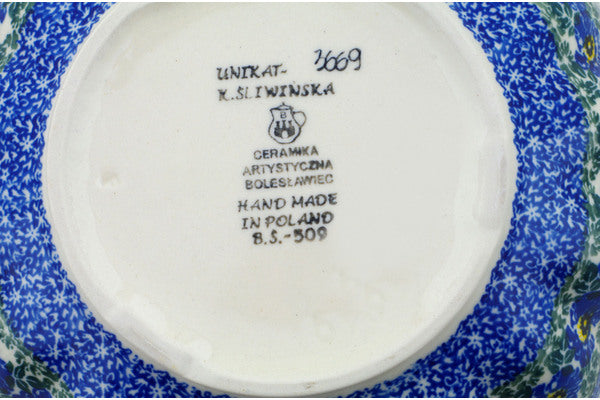 UNIKAT- 3669
K.ŚLIWIŃSKA
B
CERAMIKA
ARTYSTYCZNA
BOLESŁAWIEC
HAND MADE
IN POLAND
B.S.-509